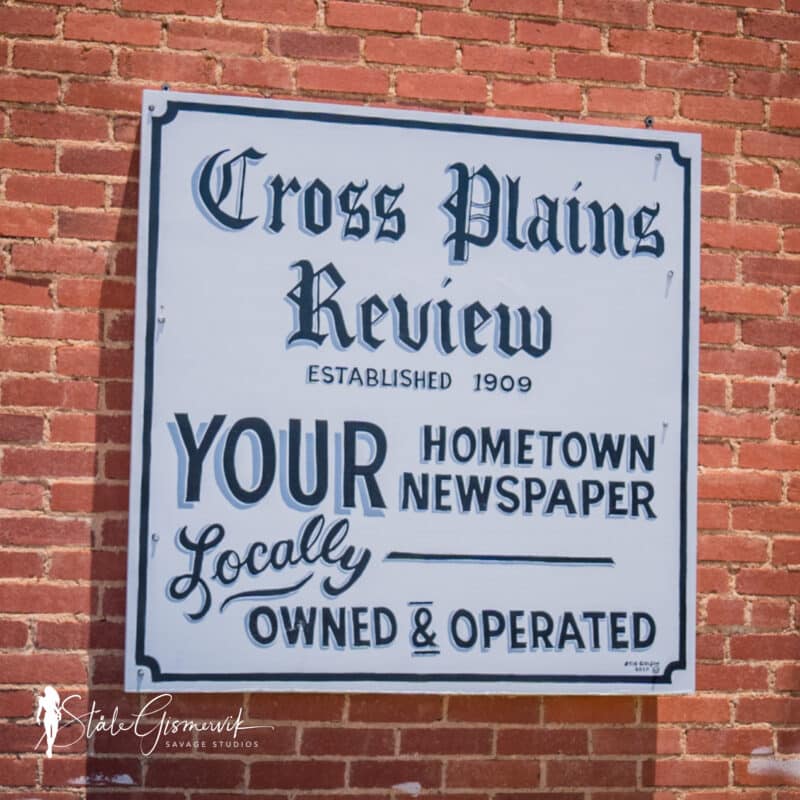 Cross Plains
Review
ESTABLISHED 1909
YOUR HOMETOWN
NEWSPAPER
Locally
OWNED & OPERATED
Ståle Gismervik
SAVAGE STUDIOS